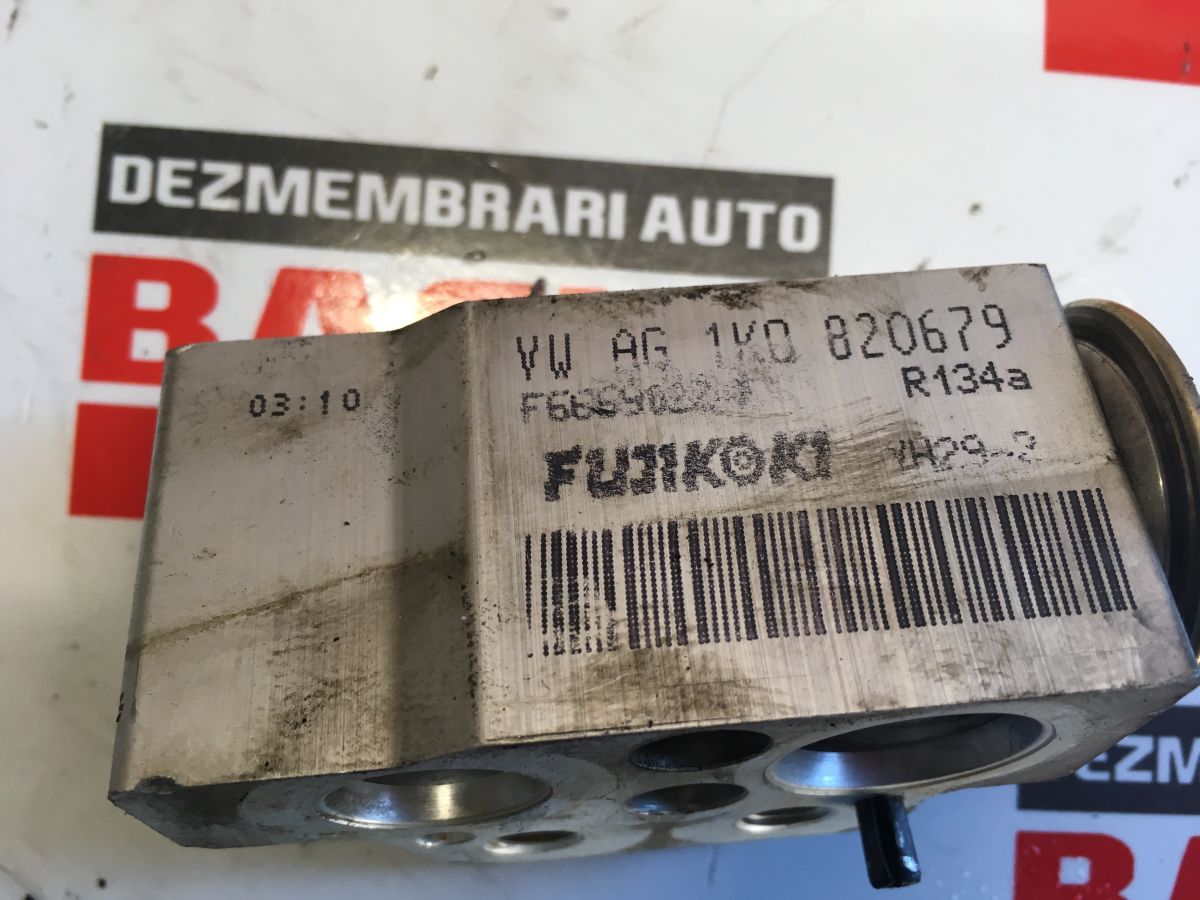 DEZMEMBRARI AUTO
VW AG 1K0 820679
R134a
03:10
FUJIKOKI